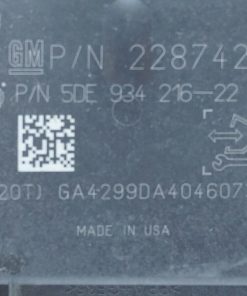 GM P/N 228742
P/N 5DE 934 216-22
20T) GA4299DA404607
MADE IN USA